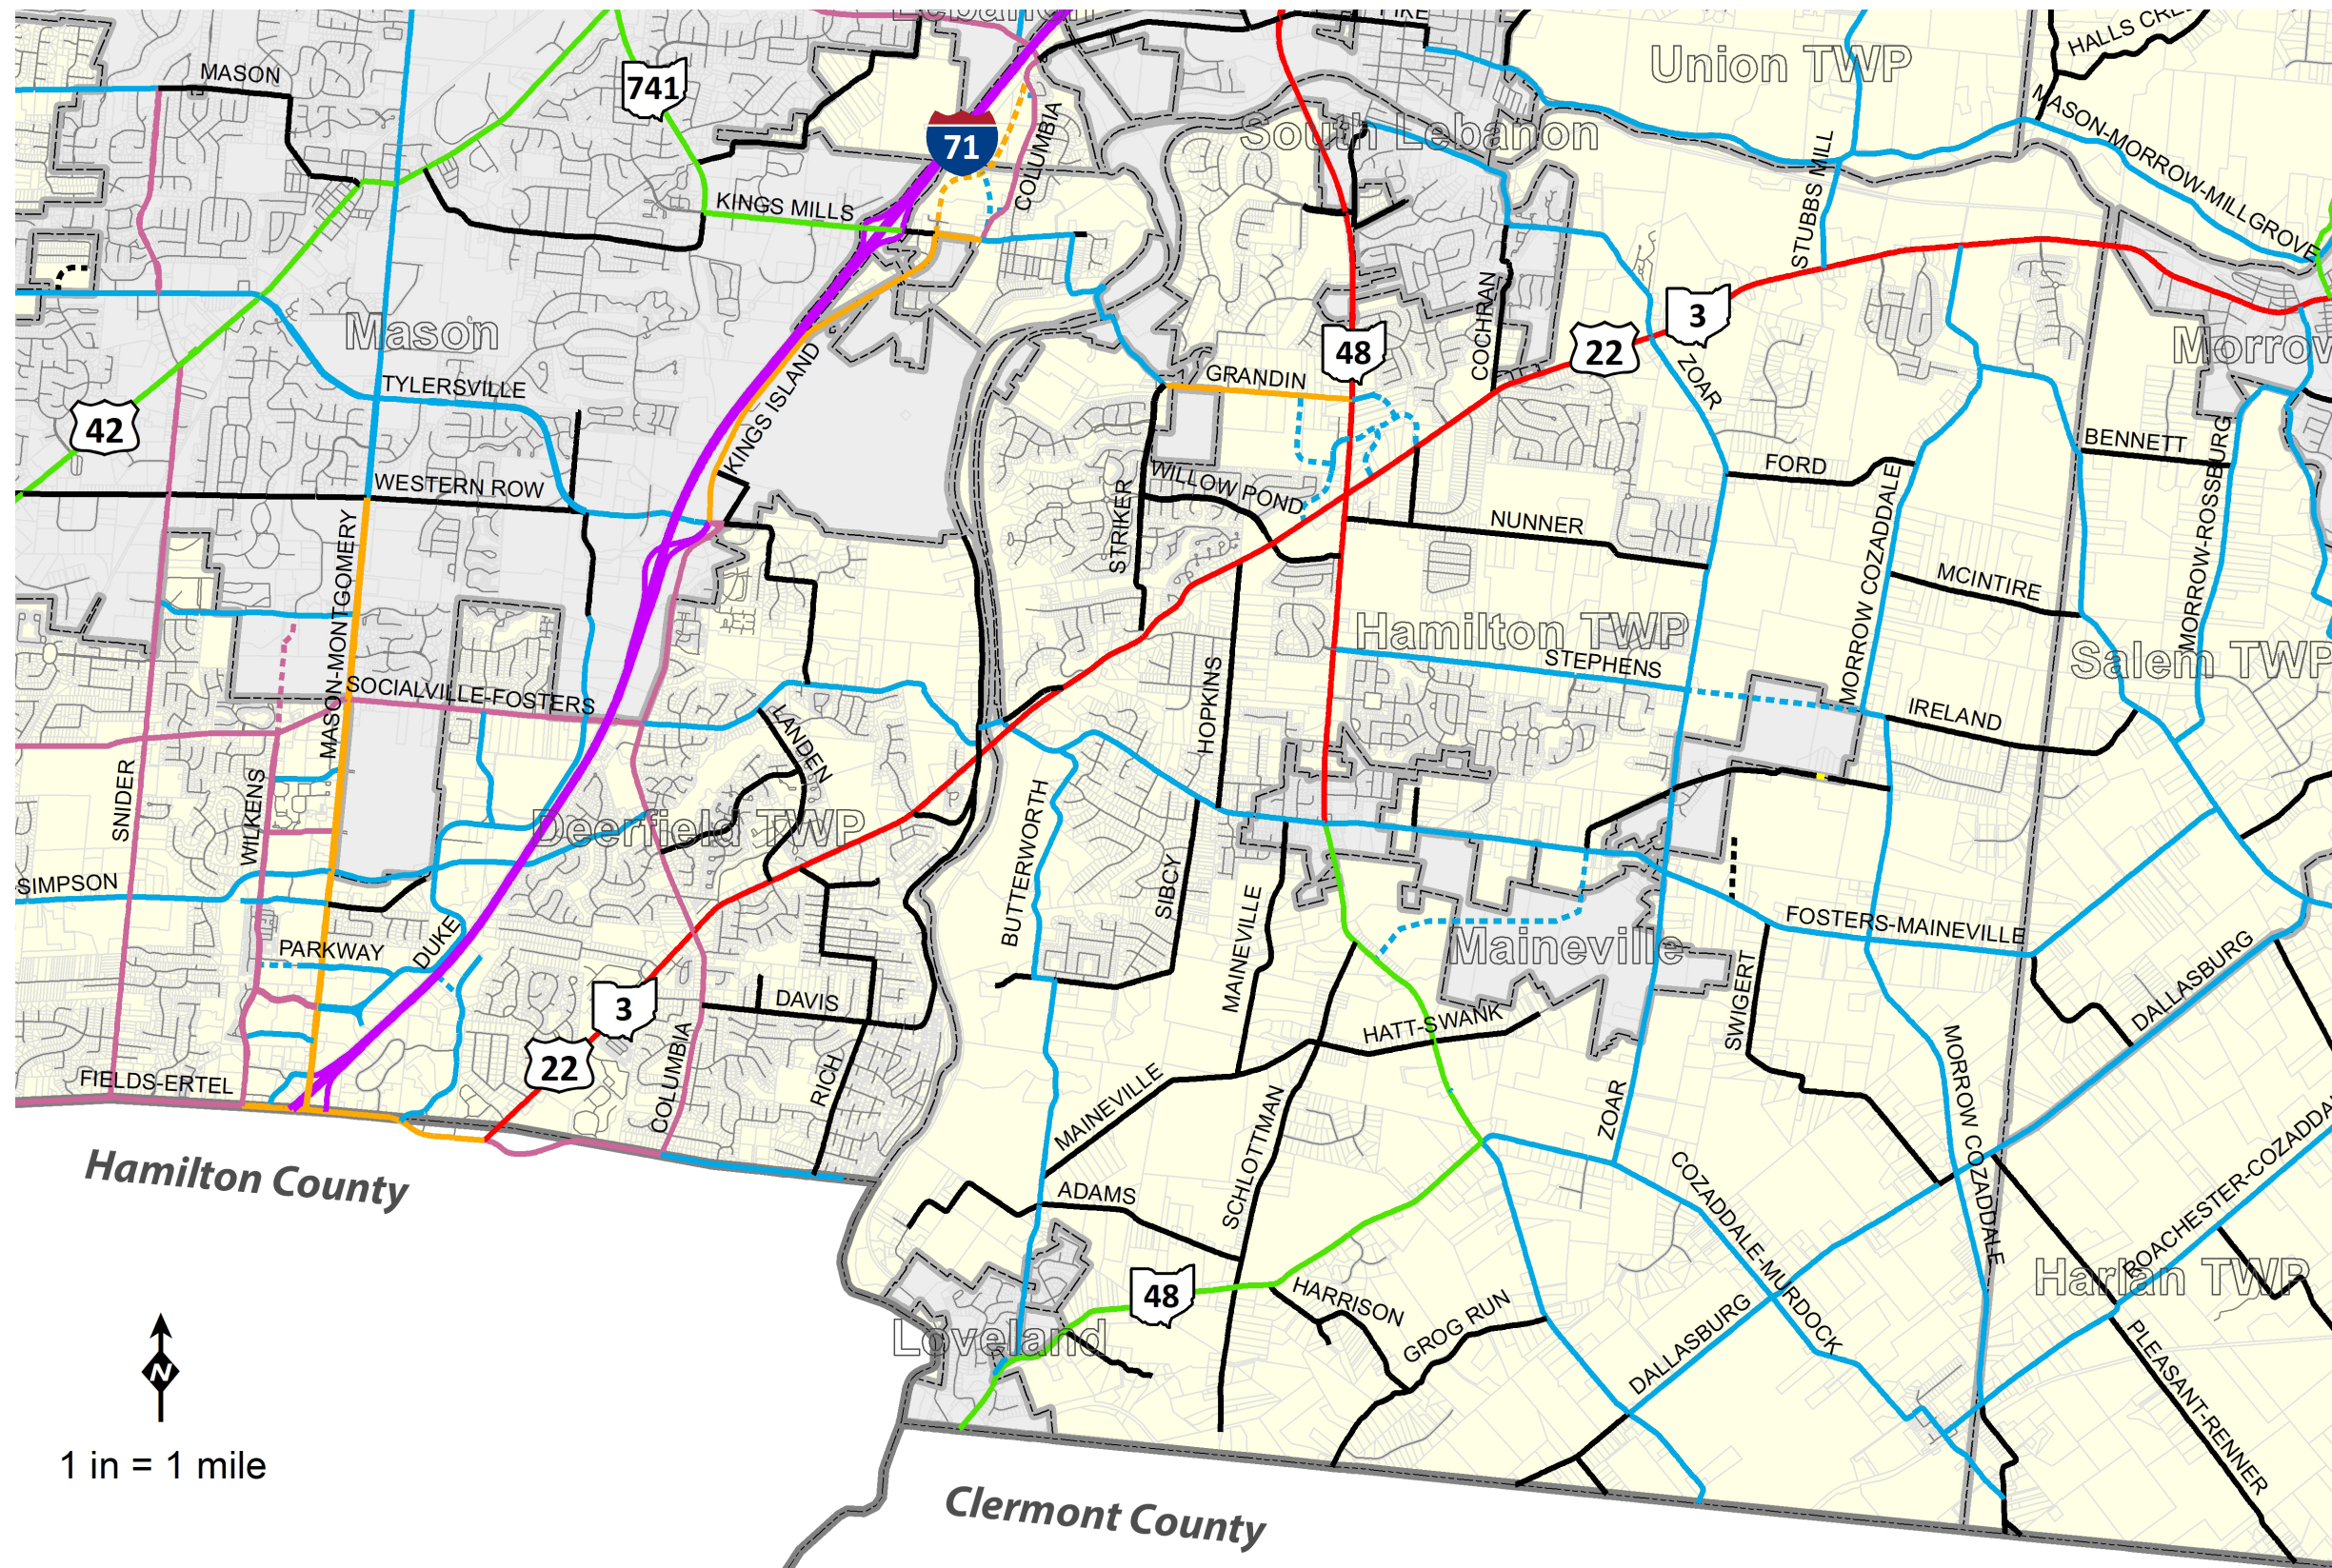 Lebanon
PIKE
HALLS CRE
Union TWP
MASON
741
MASON-MORROW-MILLGROVE
South Lebanon
71
COLUMBIA
STUBBS MILL
KINGS MILLS
COCHRAN
3
Mason
48
22
Morrow
TYLERSVILLE
KINGS ISLAND
GRANDIN
ZOAR
42
BENNETT
WESTERN ROW
WILLOW POND
FORD
STRIKER
NUNNER
MORROW COZADDALE
MORROW-ROSSBURG
MASON-MONTGOMERY
MCINTIRE
Hamilton TWP
Salem TWP
HOPKINS
STEPHENS
SOCIALVILLE-FOSTERS
LANDEN
IRELAND
SNIDER
WILKENS
Deerfield TWP
BUTTERWORTH
SIBCY
SIMPSON
MAINEVILLE
FOSTERS-MAINEVILLE
Maineville
PARKWAY
DUKE
SWIGERT
DALLASBURG
3
DAVIS
HATT-SWANK
22
COLUMBIA
RICH
FIELDS-ERTEL
MAINEVILLE
SCHLOTTMAN
ZOAR
MORROW COZADDALE
ROACHESTER-COZADDA
Hamilton County
ADAMS
COZADDALE-MURDOCK
48
HARRISON
GROG RUN
DALLASBURG
Harlan TWP
Loveland
PLEASANT-RENNER
N
1 in = 1 mile
Clermont County